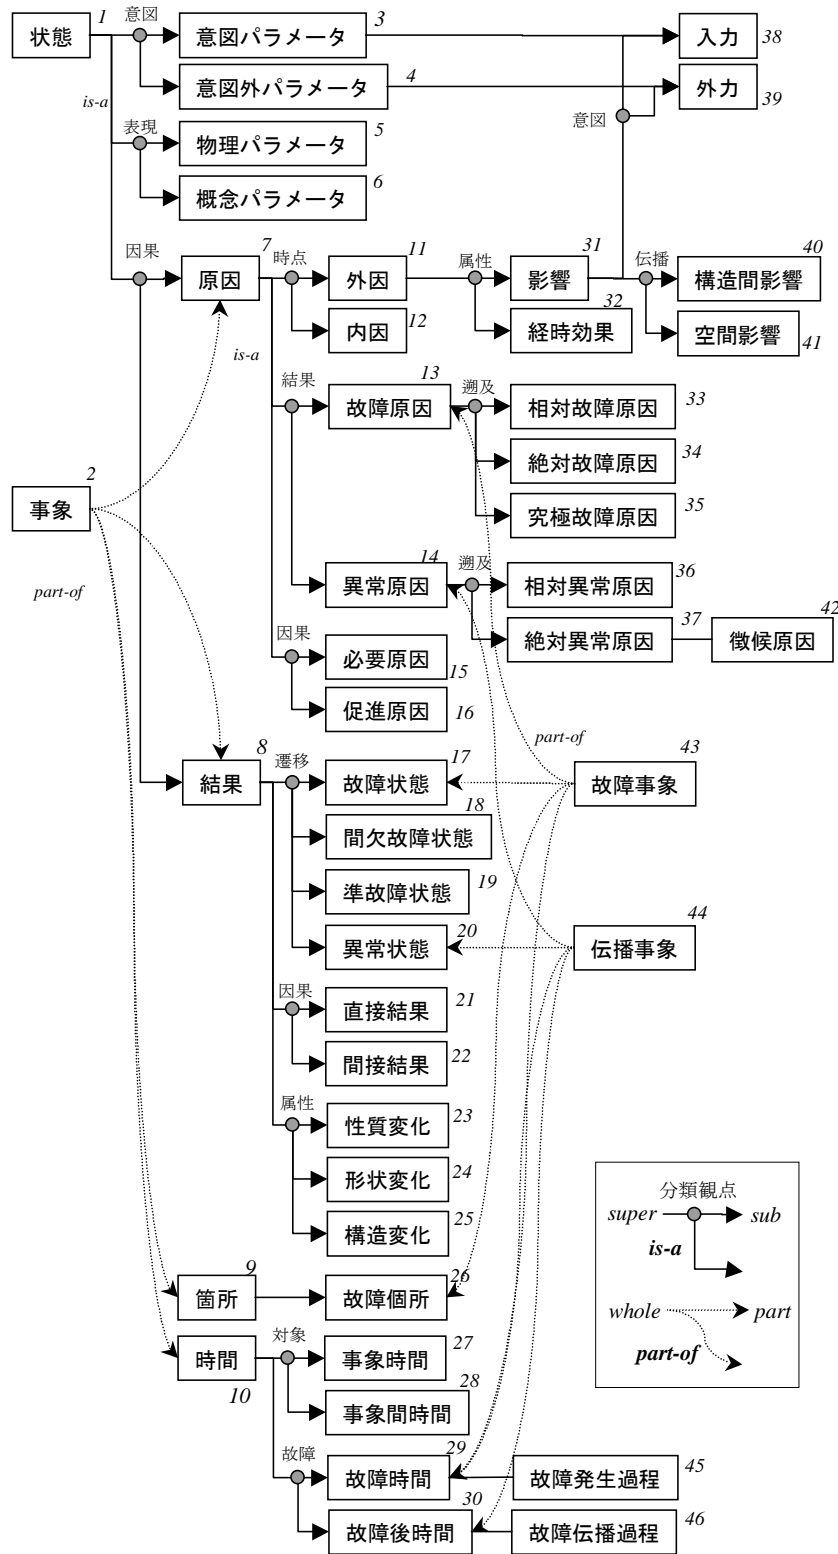 1 意図 3
状態 意図パラメータ 入力 38
4
意図外パラメータ 外力 39
is-a
表現 5 意図
物理パラメータ
6
概念パラメータ
因果 7 時点 11 属性 31 伝播 40
原因 外因 影響 構造間影響
is-a 12 32
内因 経時効果 空間影響 41
結果 13 遡及 33
故障原因 相対故障原因
34
絶対故障原因
2 35
事象 究極故障原因
part-of
14 遡及 36
異常原因 相対異常原因
37 42
絶対異常原因 徴候原因
因果
必要原因 15
促進原因 16
part-of
8 遷移 17 43
結果 故障状態 故障事象
18
間欠故障状態
準故障状態 19
20 44
異常状態 伝播事象
因果
直接結果 21
間接結果 22
属性
性質変化 23
形状変化 24
構造変化 25
9 26
箇所 故障個所
対象
時間 事象時間 27
10 28
事象間時間
故障 29
故障時間 故障発生過程 45
30
故障後時間 故障伝播過程 46
分類観点
super sub
is-a
whole part
part-of